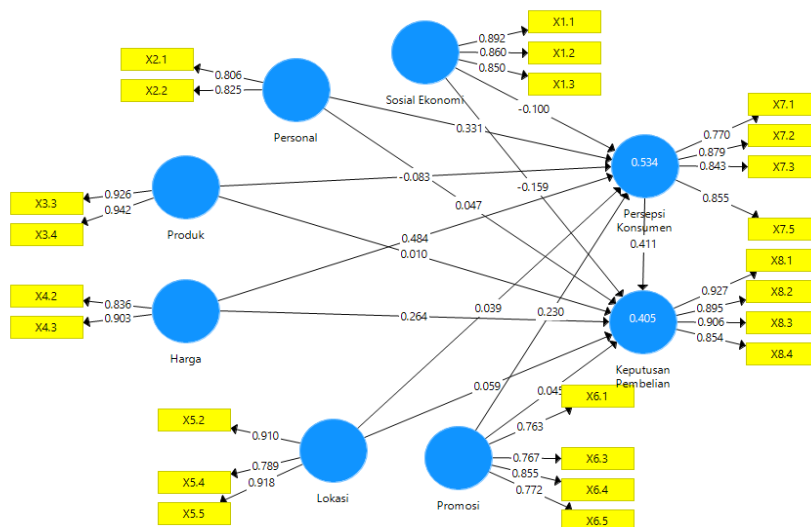 X1.1
0.892
X1.2
0.860
X1.3
0.850
Sosial Ekonomi
X2.1
0.806
X2.2
0.825
Personal
-0.100
0.331
X7.1
0.770
X7.2
0.879
X7.3
0.843
0.855
X7.5
0.534
Persepsi
Konsumen
X3.3
0.926
X3.4
0.942
Produk
-0.083
0.047
-0.159
0.484
0.010
0.411
X4.2
0.836
X4.3
0.903
Harga
0.264
0.039
0.230
X8.1
0.927
X8.2
0.895
X8.3
0.906
X8.4
0.854
0.405
Keputusan
Pembelian
0.059
0.045
X5.2
0.910
X5.4
0.789
X5.5
0.918
Lokasi
Promosi
X6.1
0.763
X6.3
0.767
X6.4
0.855
X6.5
0.772